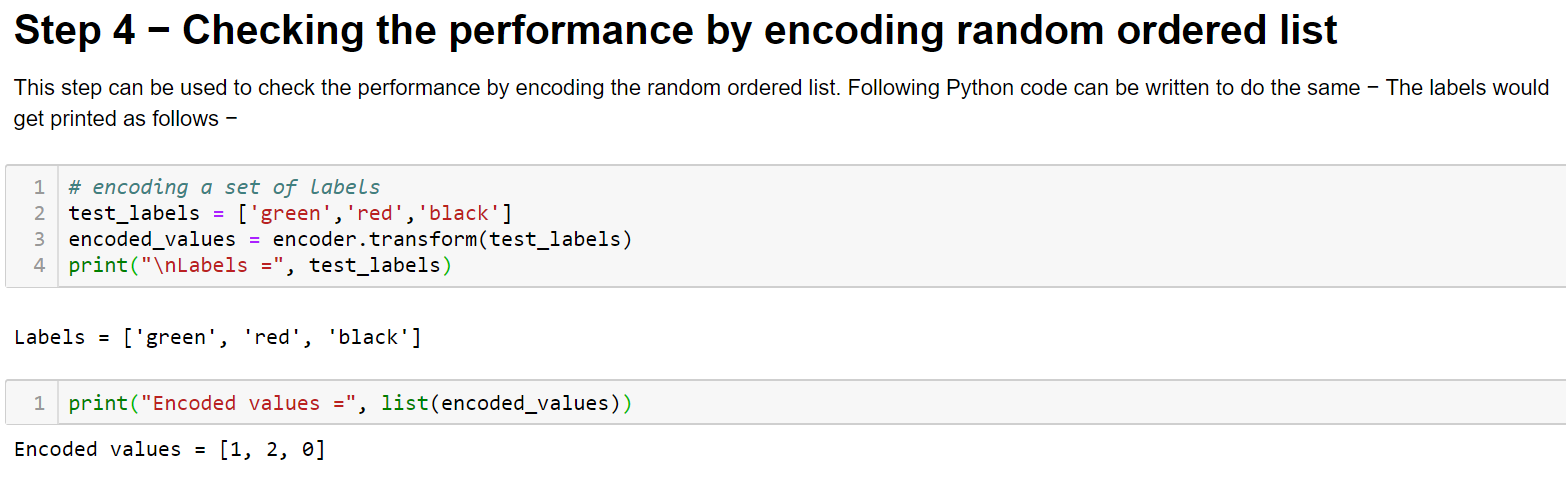 Step 4 − Checking the performance by encoding random ordered list
This step can be used to check the performance by encoding the random ordered list. Following Python code can be written to do the same − The labels would
get printed as follows −
1 # encoding a set of labels
2 test_labels = ['green','red','black']
3 encoded_values = encoder.transform(test_labels)
4 print("\nLabels =", test_labels)
Labels = ['green', 'red', 'black']
1 print("Encoded values =", list(encoded_values))
Encoded values = [1, 2, 0]